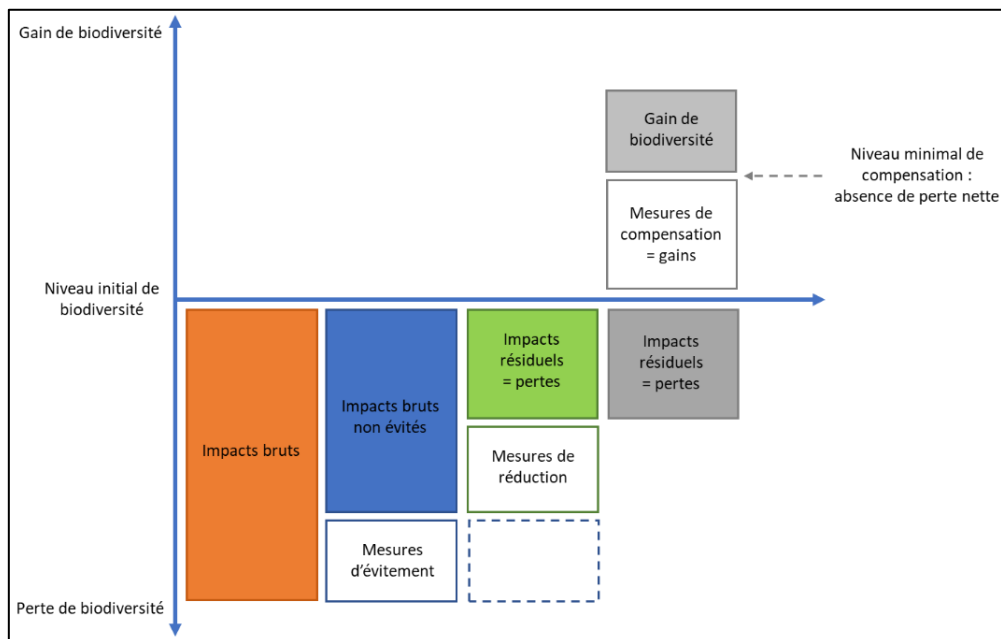 Gain de biodiversité
Gain de
biodiversité
Niveau minimal de
compensation :
absence de perte nette
Mesures de
compensation
= gains
Niveau initial de
biodiversité
Impacts bruts
Impacts bruts
non évités
Mesures
d’évitement
Impacts
résiduels
= pertes
Mesures de
réduction
Impacts
résiduels
= pertes
Perte de biodiversité